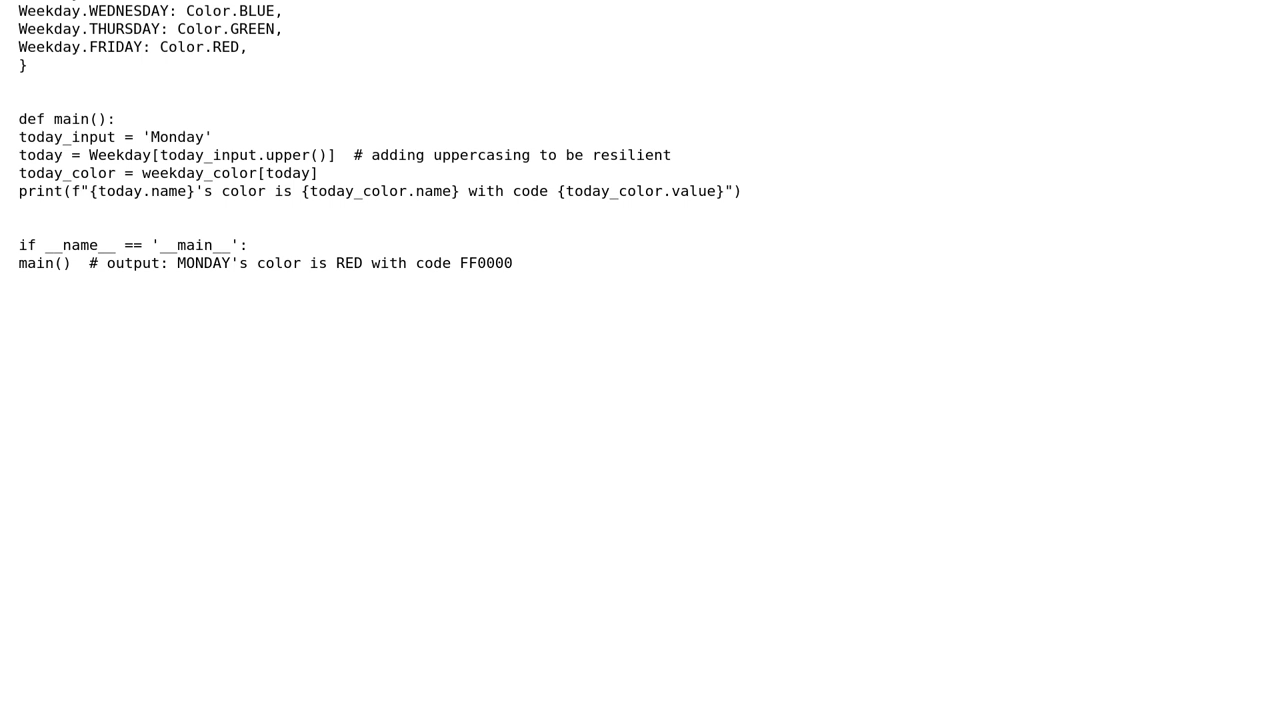 Weekday.WEDNESDAY: Color.BLUE,
Weekday.THURSDAY: Color.GREEN,
Weekday.FRIDAY: Color.RED,
}
def main():
today_input = 'Monday'
today = Weekday[today_input.upper()]  # adding uppercasing to be resilient
today_color = weekday_color[today]
print(f"{today.name}'s color is {today_color.name} with code {today_color.value}")
if __name__ == '__main__':
main()  # output: MONDAY's color is RED with code FF0000